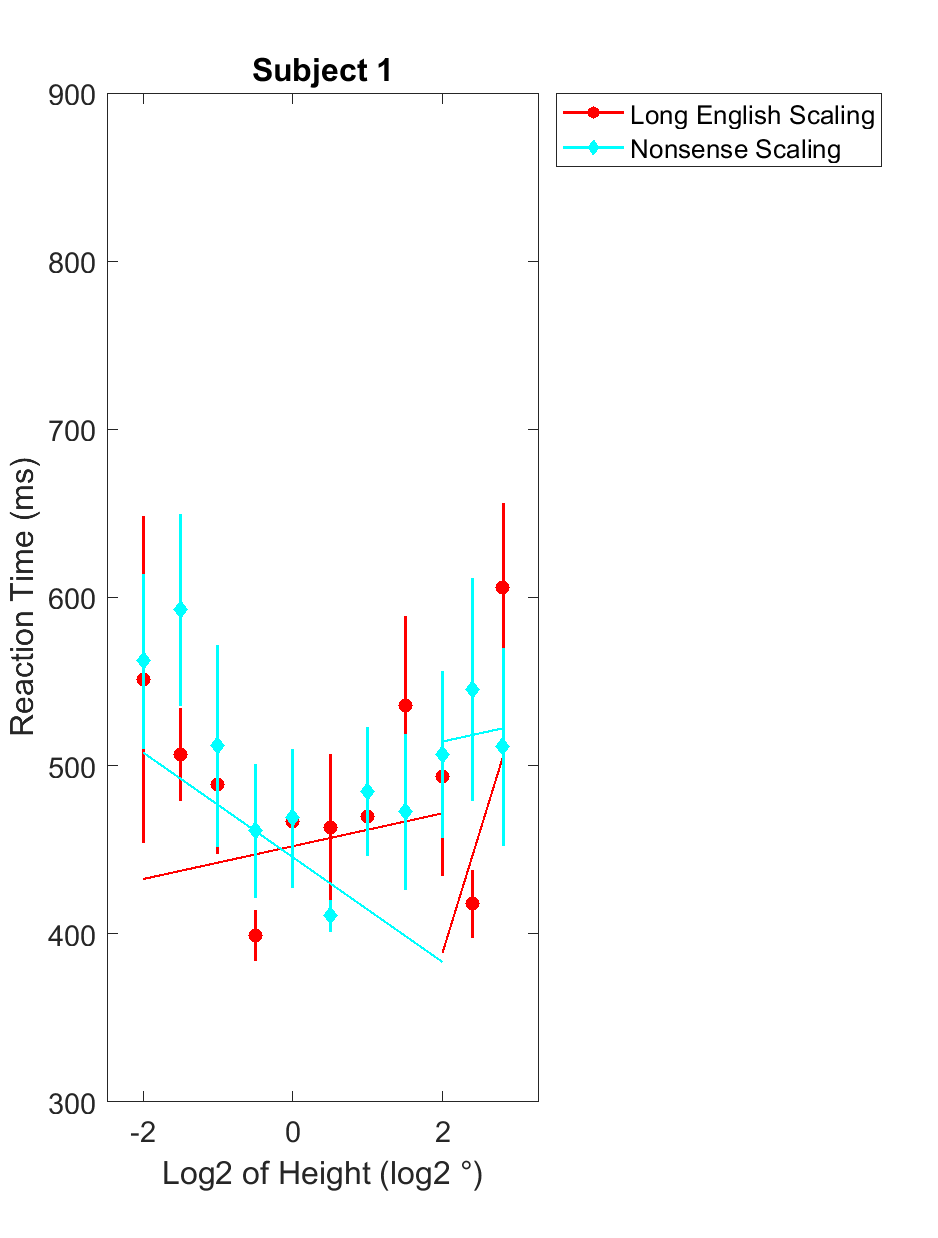 Subject 1
Long English Scaling
Nonsense Scaling
900
800
700
600
500
400
300
Reaction Time (ms)
-2 0 2
Log2 of Height (log2 °)